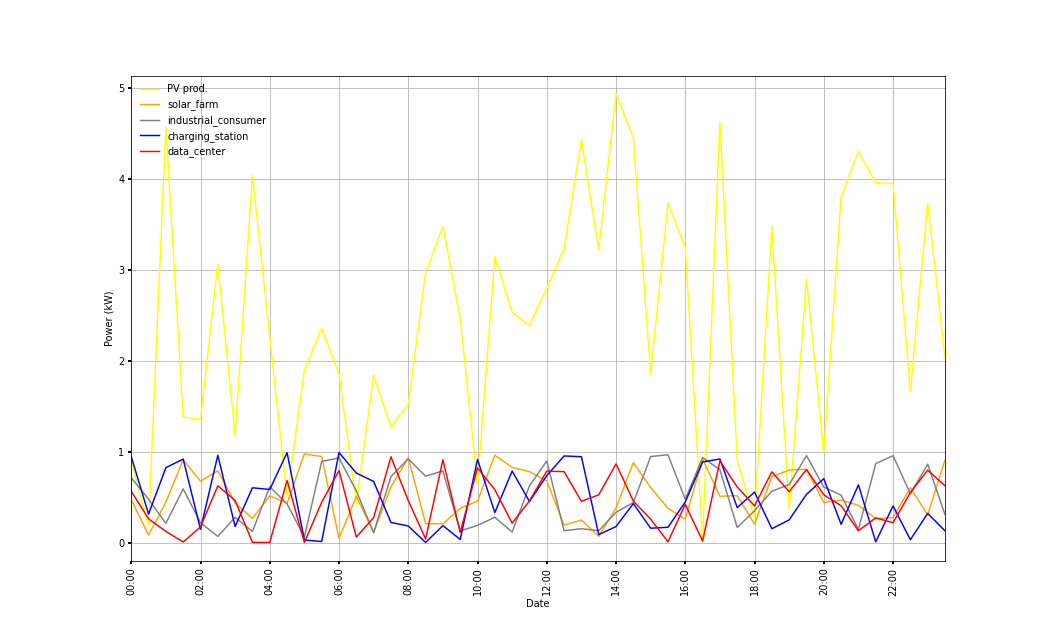 PV prod.
solar_farm
industrial_consumer
charging_station
data_center
5
4
3
2
1
0
Power (kW)
00:00
02:00
04:00
06:00
08:00
10:00
12:00
14:00
16:00
18:00
20:00
22:00
Date